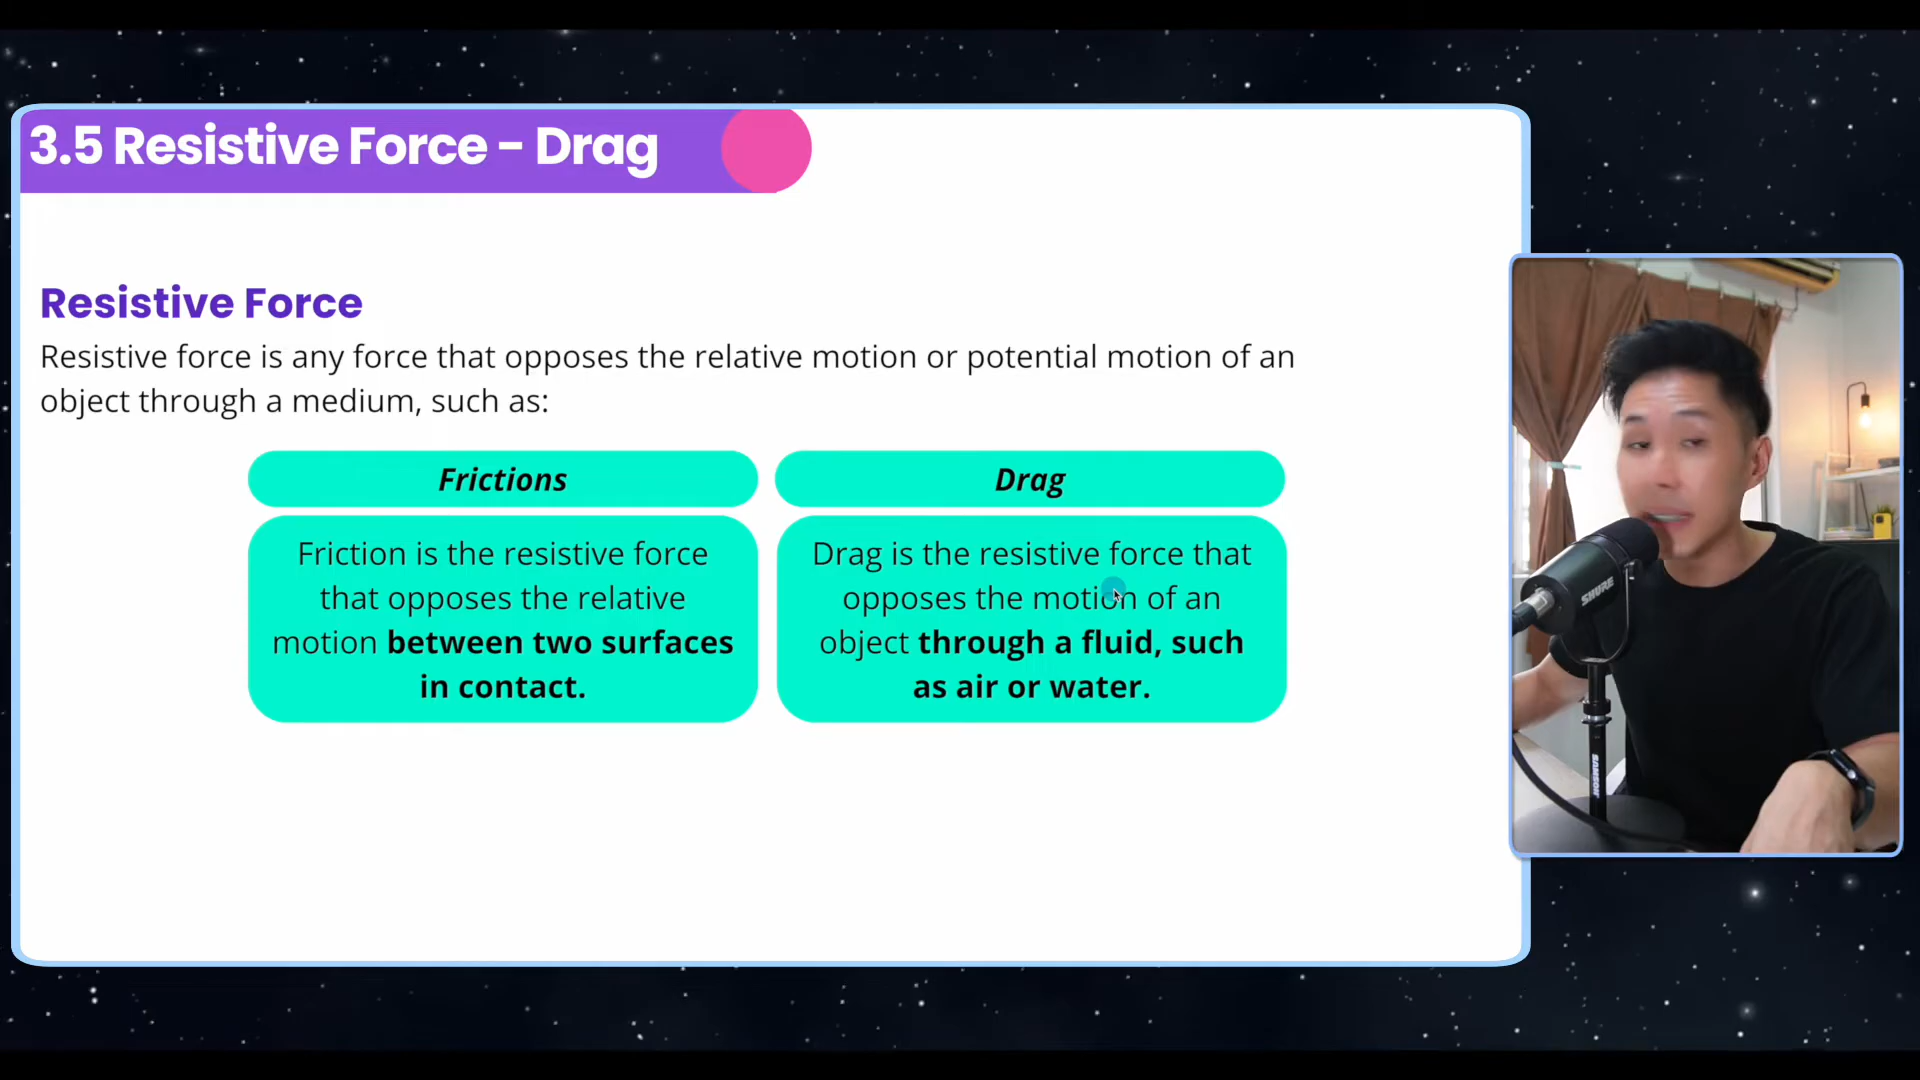 3.5 Resistive Force - Drag
Resistive Force
Resistive force is any force that opposes the relative motion or potential motion of an
object through a medium, such as:
Frictions
Friction is the resistive force
that opposes the relative
motion between two surfaces
in contact.
Drag
Drag is the resistive force that
opposes the motion of an
object through a fluid, such
as air or water.
SHURE
SAMSON